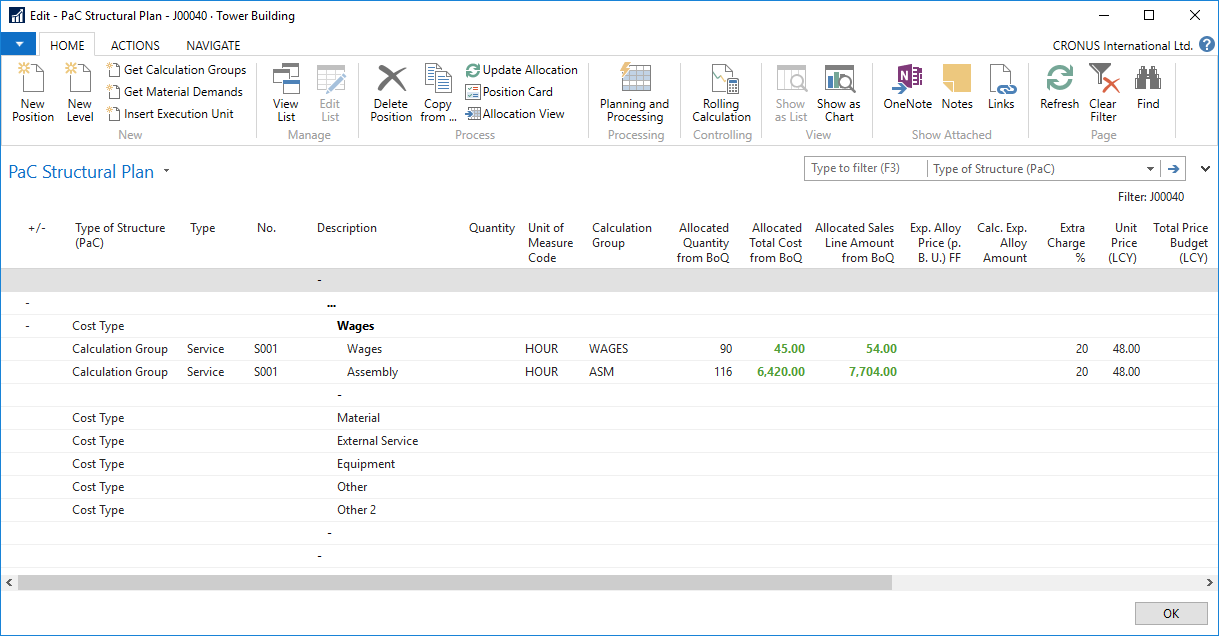 Edit - PaC Structural Plan - J00040 · Tower Building
HOME ACTIONS NAVIGATE CRONUS International Ltd. ?
New Position
New Level
Get Calculation Groups
Get Material Demands
Insert Execution Unit
New
View List
Edit List
Manage
Delete Position
Copy from ...
Update Allocation
Position Card
Allocation View
Process
Planning and Processing
Processing
Rolling Calculation
Controlling
Show as List
Show as Chart
View
OneNote
Notes
Links
Show Attached
Refresh
Clear Filter
Find
Page
PaC Structural Plan
Type to filter (F3) Type of Structure (PaC)
Filter: J00040
+/- Type of Structure (PaC) Type No. Description Quantity Unit of Measure Code Calculation Group Allocated Quantity from BoQ Allocated Total Cost from BoQ Allocated Sales Line Amount from BoQ Exp. Alloy Price (p. B. U.) FF Calc. Exp. Alloy Amount Extra Charge % Unit Price (LCY) Total Price Budget (LCY)
-
- ...
- Cost Type Wages
Calculation Group Service S001 Wages HOUR WAGES 90 45.00 54.00 20 48.00
Calculation Group Service S001 Assembly HOUR ASM 116 6,420.00 7,704.00 20 48.00
-
Cost Type Material
Cost Type External Service
Cost Type Equipment
Cost Type Other
Cost Type Other 2
-
-
OK